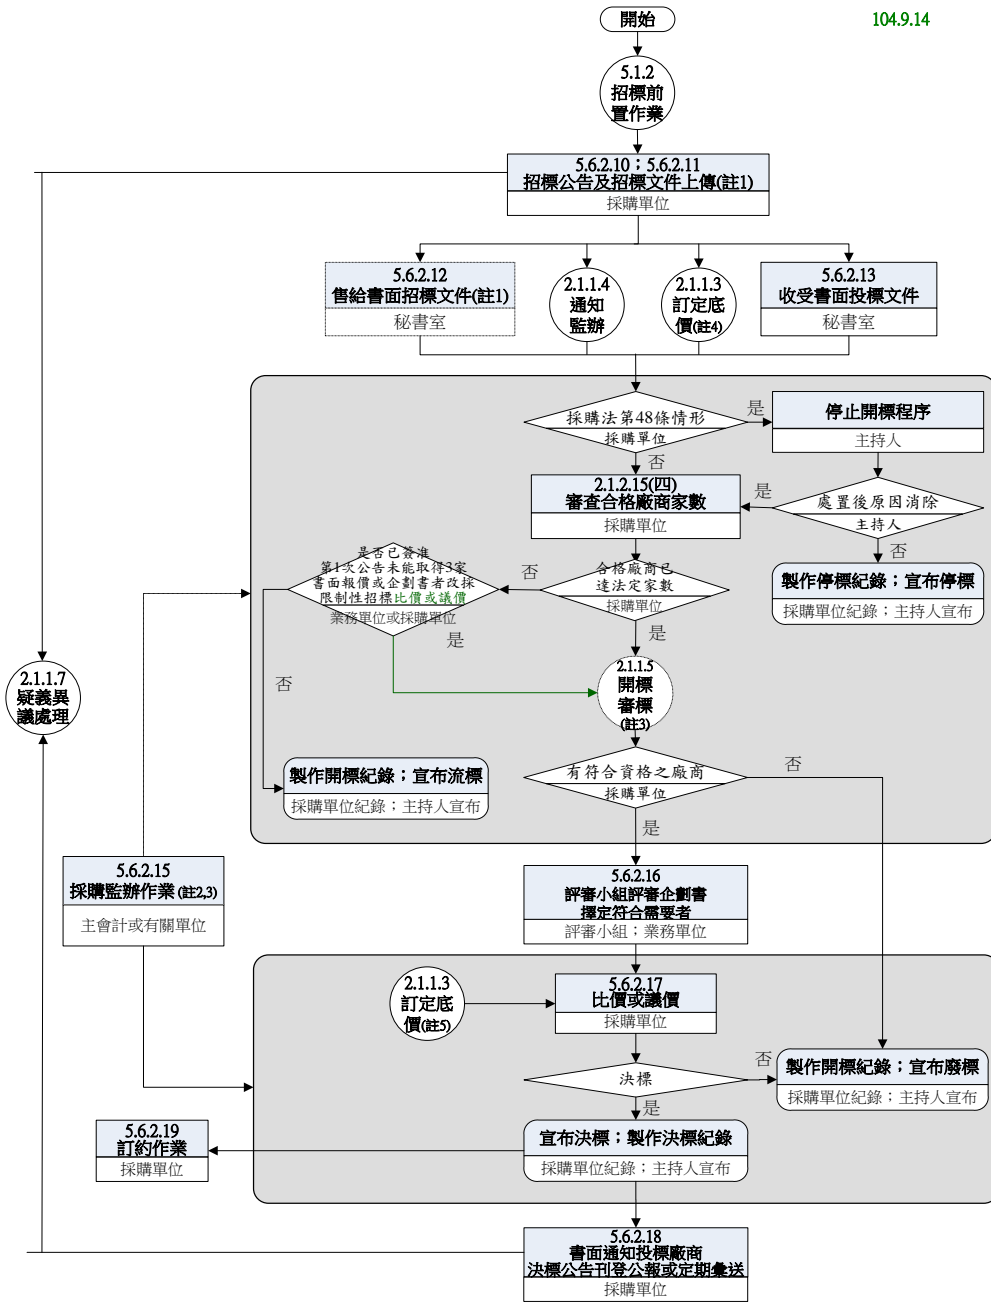 開始
104.9.14
5.1.2
招標前
置作業
5.6.2.10；5.6.2.11
招標公告及招標文件上傳(註1)
採購單位
5.6.2.12
售給書面招標文件(註1)
秘書室
2.1.1.4
通知
監辦
2.1.1.3
訂定底
價(註4)
5.6.2.13
收受書面投標文件
秘書室
採購法第48條情形
採購單位
是
停止開標程序
主持人
否
2.1.2.15(四)
審查合格廠商家數
採購單位
是
處置後原因消除
主持人
否
製作停標紀錄；宣布停標
採購單位紀錄；主持人宣布
是否已簽准
第1次公告未能取得3家
書面報價或企劃書者改採
限制性招標比價或議價
業務單位或採購單位
否
合格廠商已
達法定家數
採購單位
是
是
否
2.1.1.5
開標
審標
(註3)
2.1.1.7
疑義異
議處理
製作開標紀錄；宣布流標
採購單位紀錄；主持人宣布
有符合資格之廠商
採購單位
否
是
5.6.2.15
採購監辦作業(註2,3)
主會計或有關單位
5.6.2.16
評審小組評審企劃書
擇定符合需要者
評審小組；業務單位
2.1.1.3
訂定底
價(註5)
5.6.2.17
比價或議價
採購單位
決標
否
製作開標紀錄；宣布廢標
採購單位紀錄；主持人宣布
是
宣布決標；製作決標紀錄
採購單位紀錄；主持人宣布
5.6.2.19
訂約作業
採購單位
5.6.2.18
書面通知投標廠商
決標公告刊登公報或定期彙送
採購單位